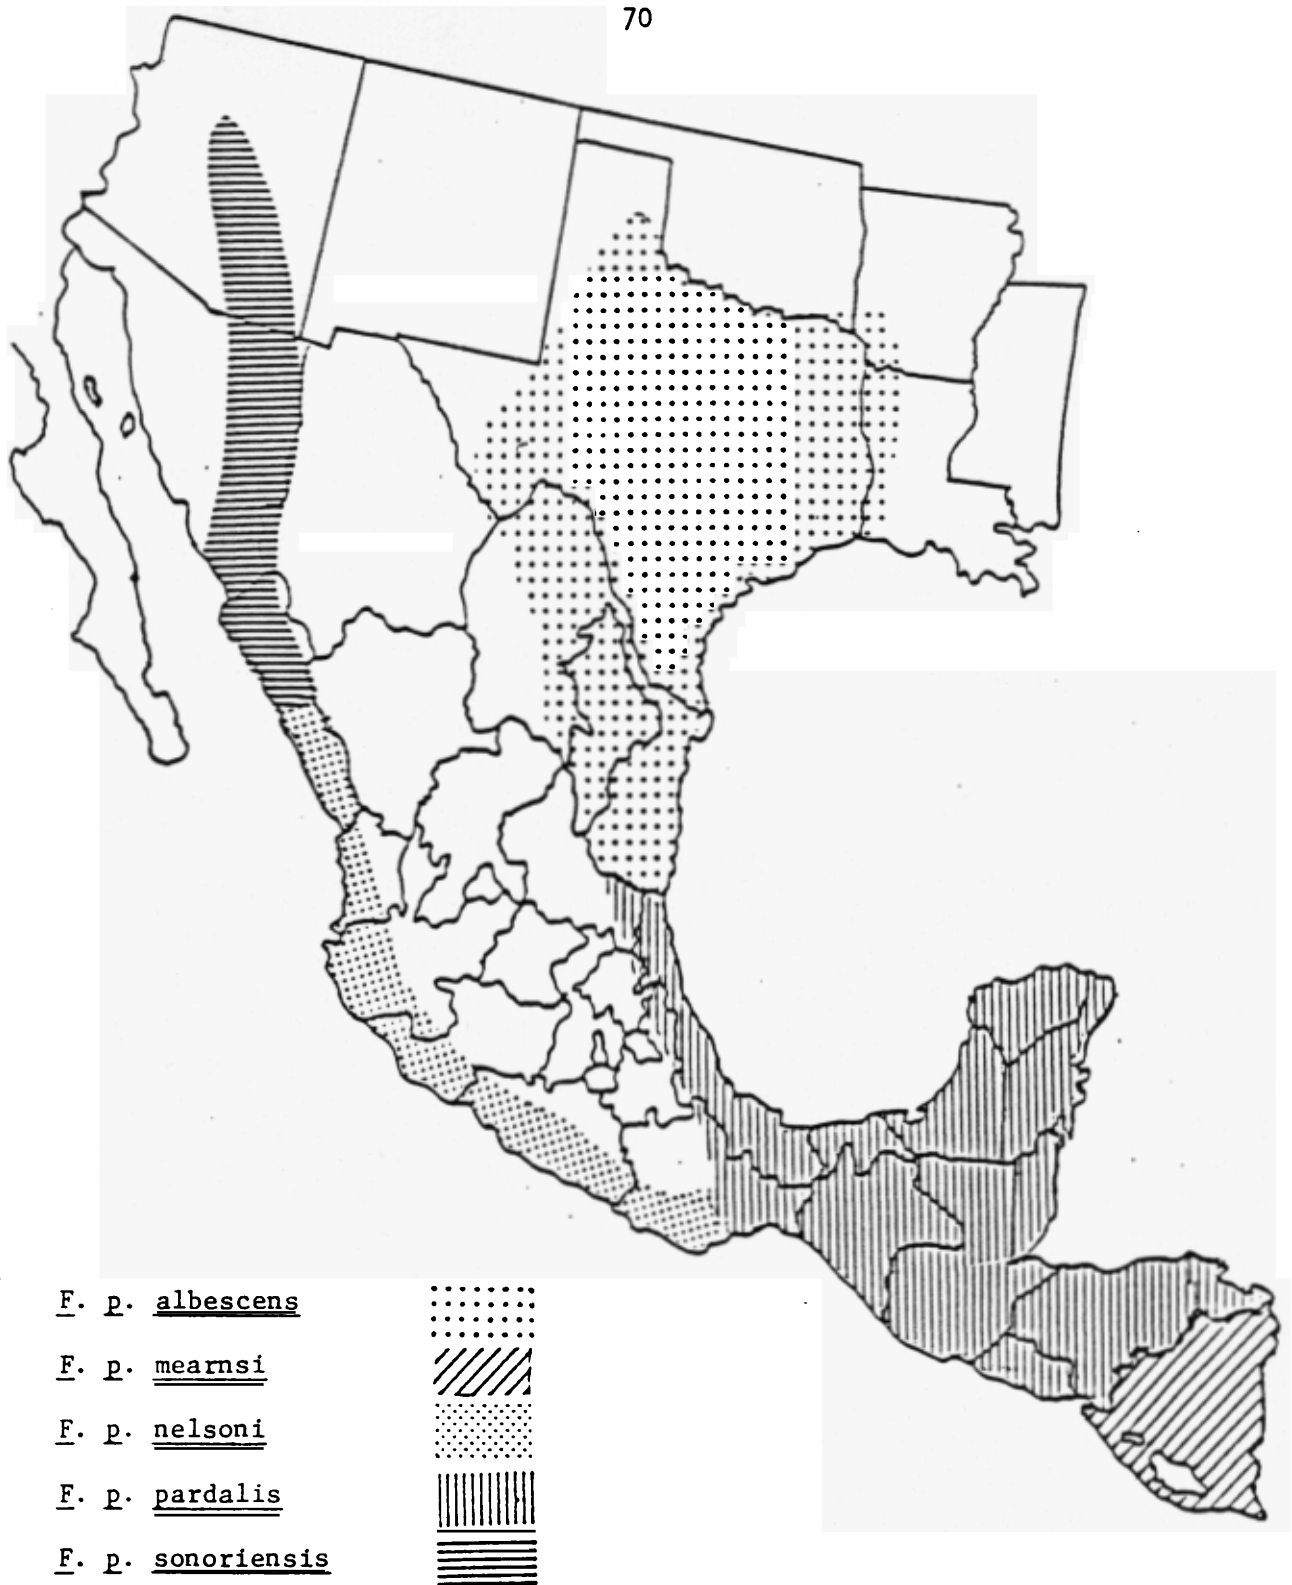 70
F. p. albescens
F. p. mearnsi
F. p. nelsoni
F. p. pardalis
F. p. sonoriensis